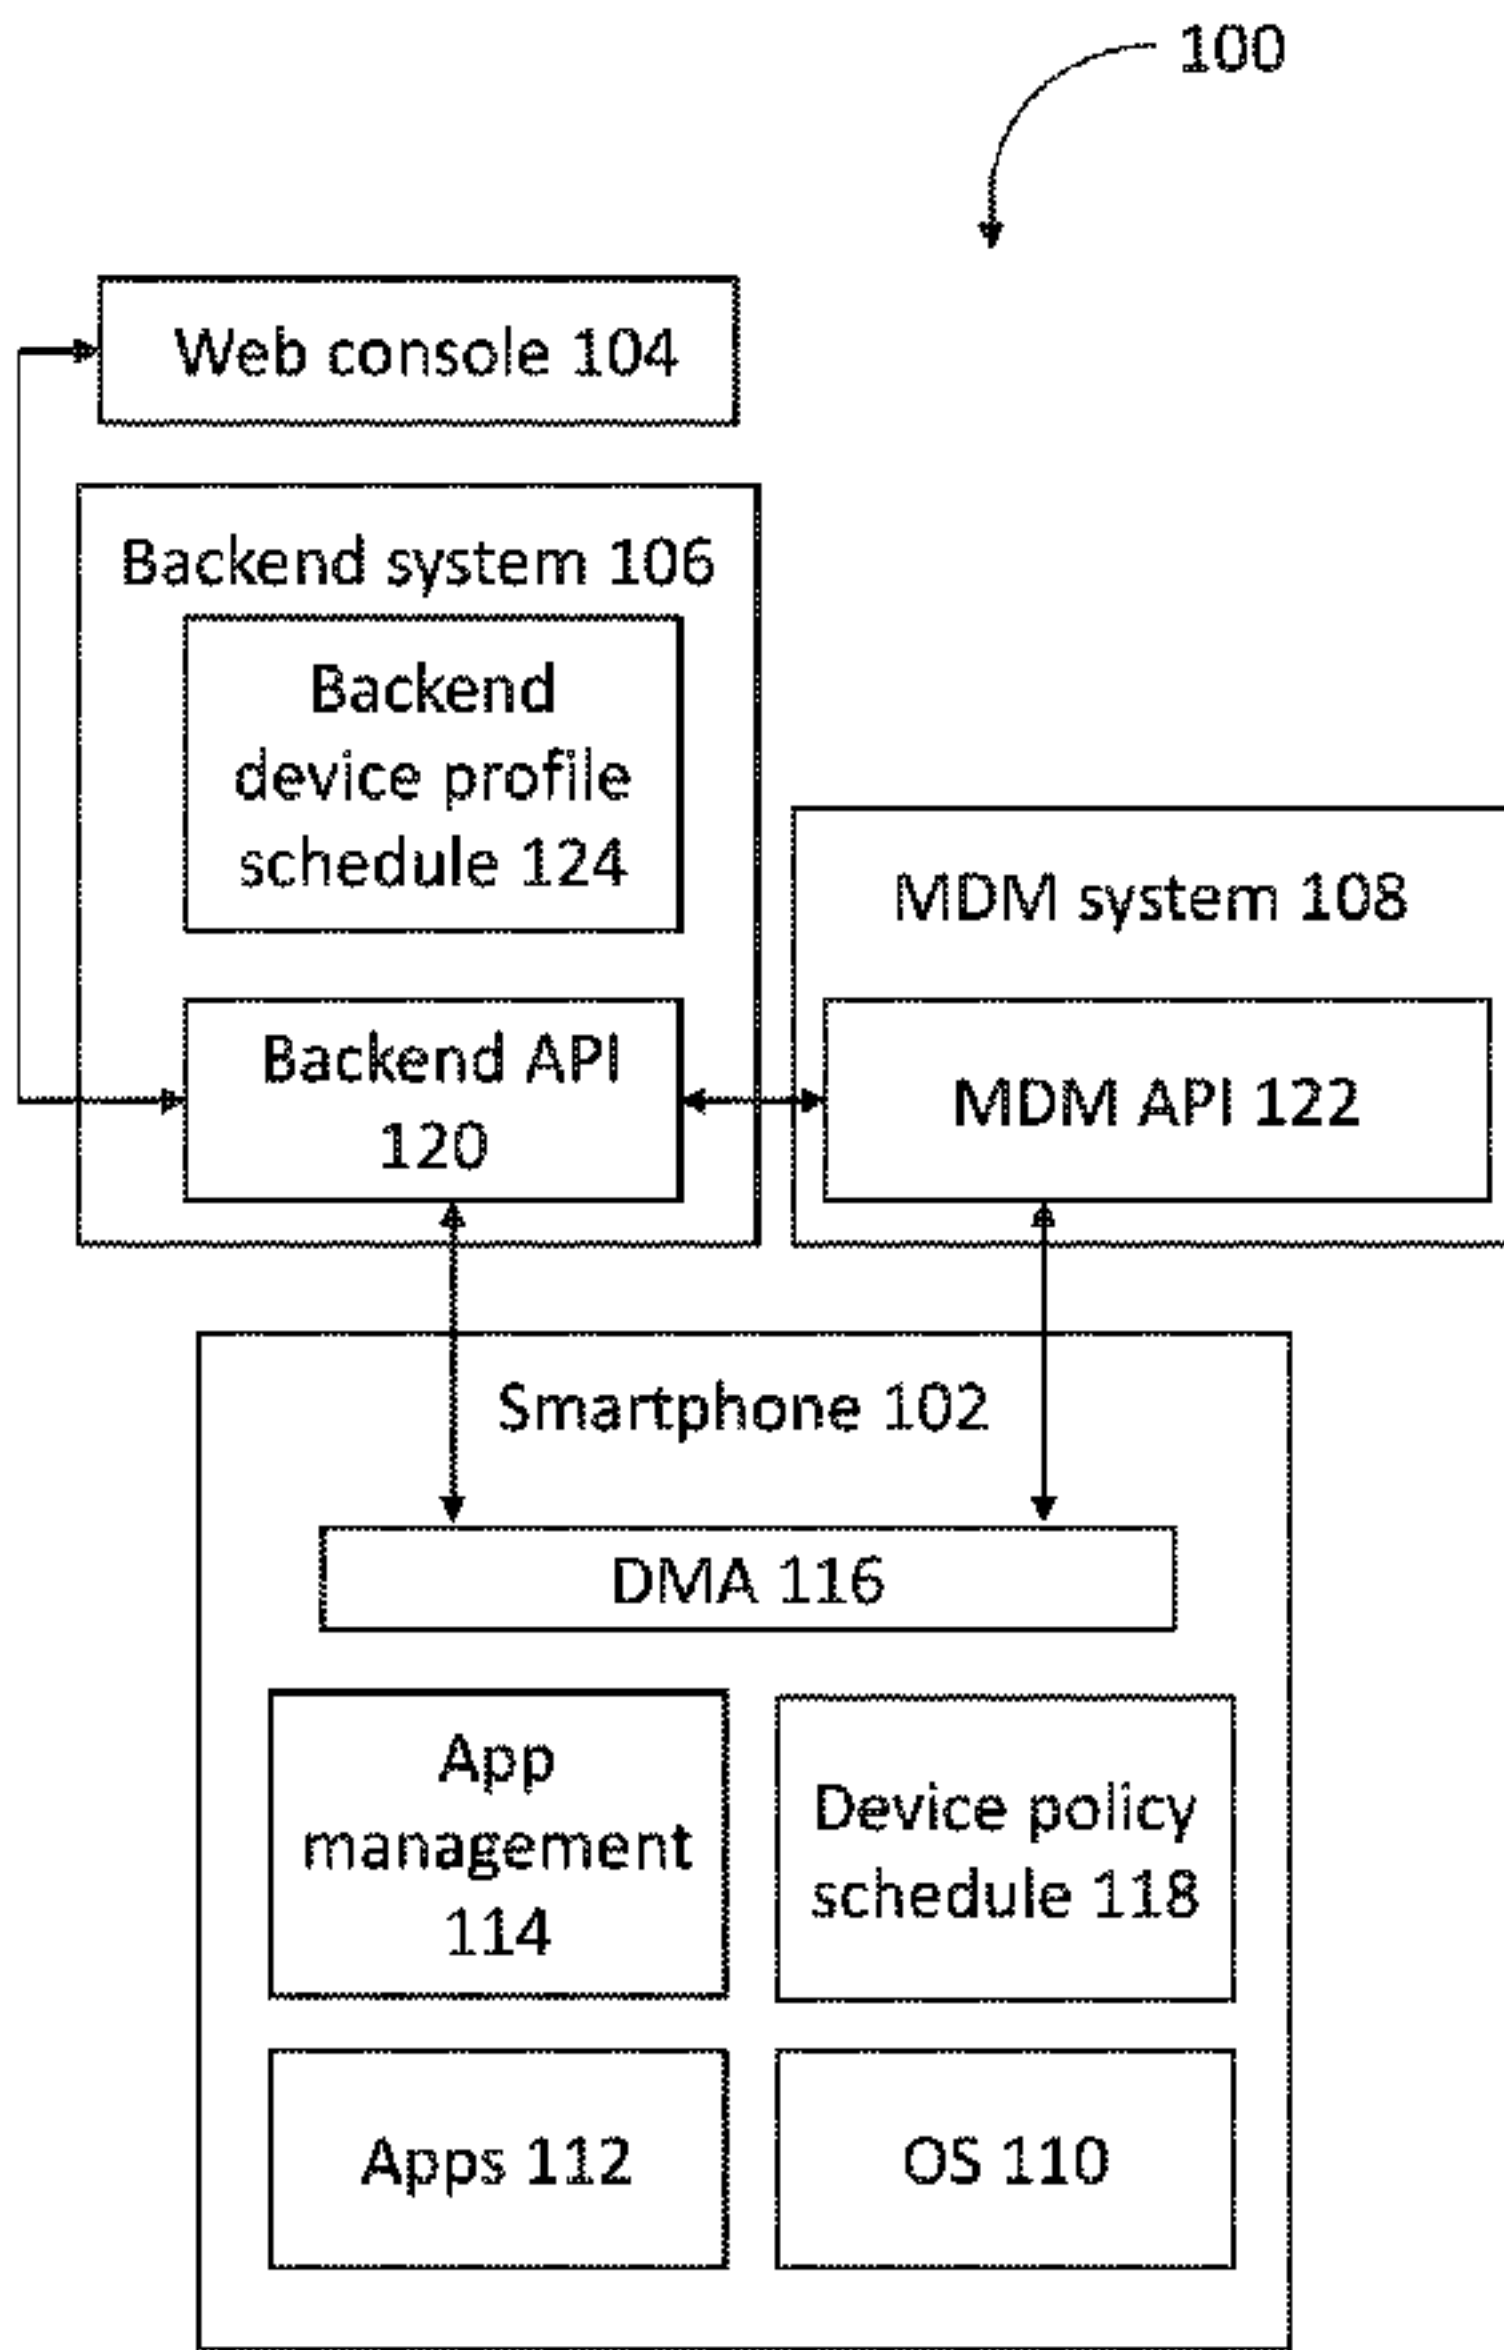 100
Web console 104
Backend system 106
Backend
device profile
schedule 124
MDM system 108
Backend API
120
MDM API 122
Smartphone 102
DMA 116
App
management
114
Device policy
schedule 118
Apps 112
OS 110